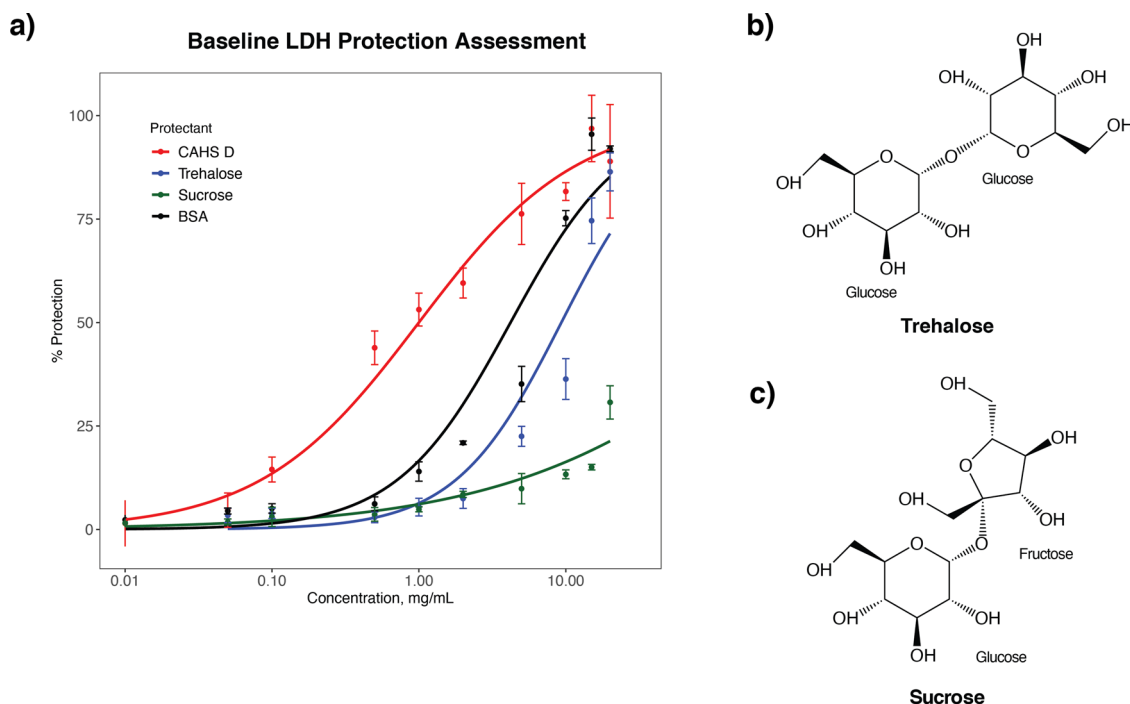 a)
Baseline LDH Protection Assessment
% Protection
100
75
50
25
0
Protectant
CAHS D
Trehalose
Sucrose
BSA
0.01
0.10
1.00
10.00
Concentration, mg/mL
b)
OH
OH
OH
OH
O
O
O
Glucose
OH
OH
OH
OH
Glucose
Trehalose
c)
OH
OH
O
OH
OH
O
Fructose
O
OH
OH
OH
OH
Glucose
Sucrose